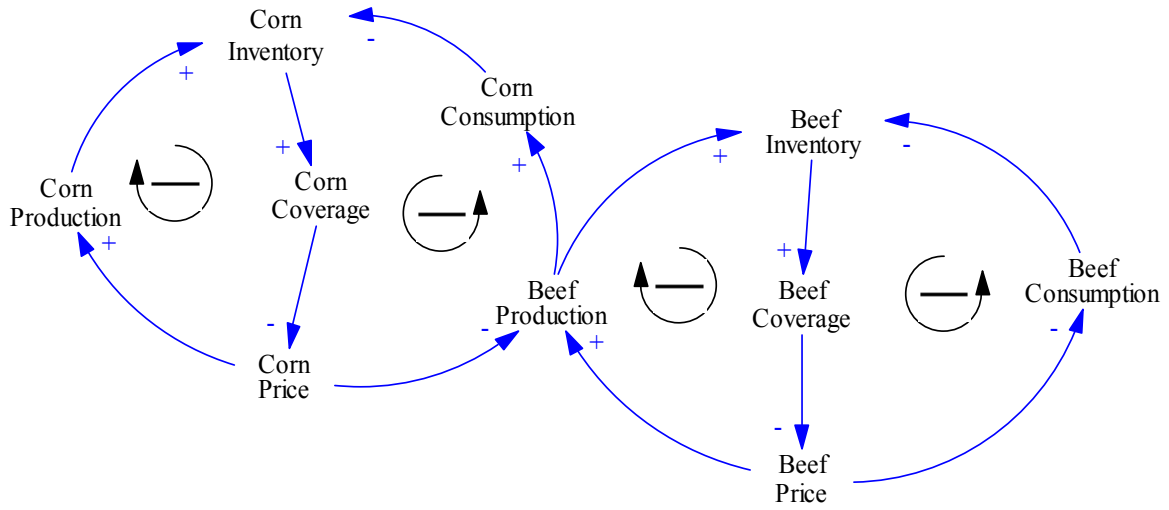 Corn
Inventory
-
+
Corn
Consumption
Beef
Inventory
-
+
+
+
Corn
Production
Corn
Coverage
+
+
Beef
Consumption
Beef
Production
Beef
Coverage
-
-
+
-
Corn
Price
-
Beef
Price